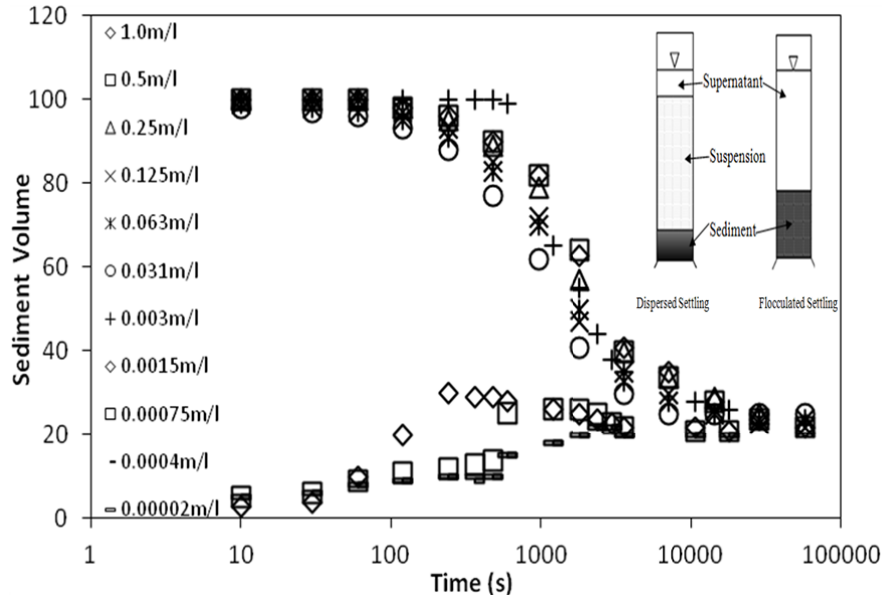 120
100
80
60
40
20
0
Sediment Volume
1.0m/l
0.5m/l
0.25m/l
0.125m/l
0.063m/l
0.031m/l
0.003m/l
0.0015m/l
0.00075m/l
0.0004m/l
0.00002m/l
Supernatant
Suspension
Sediment
Dispersed Settling
Flocculated Settling
1
10
100
1000
10000
100000
Time (s)